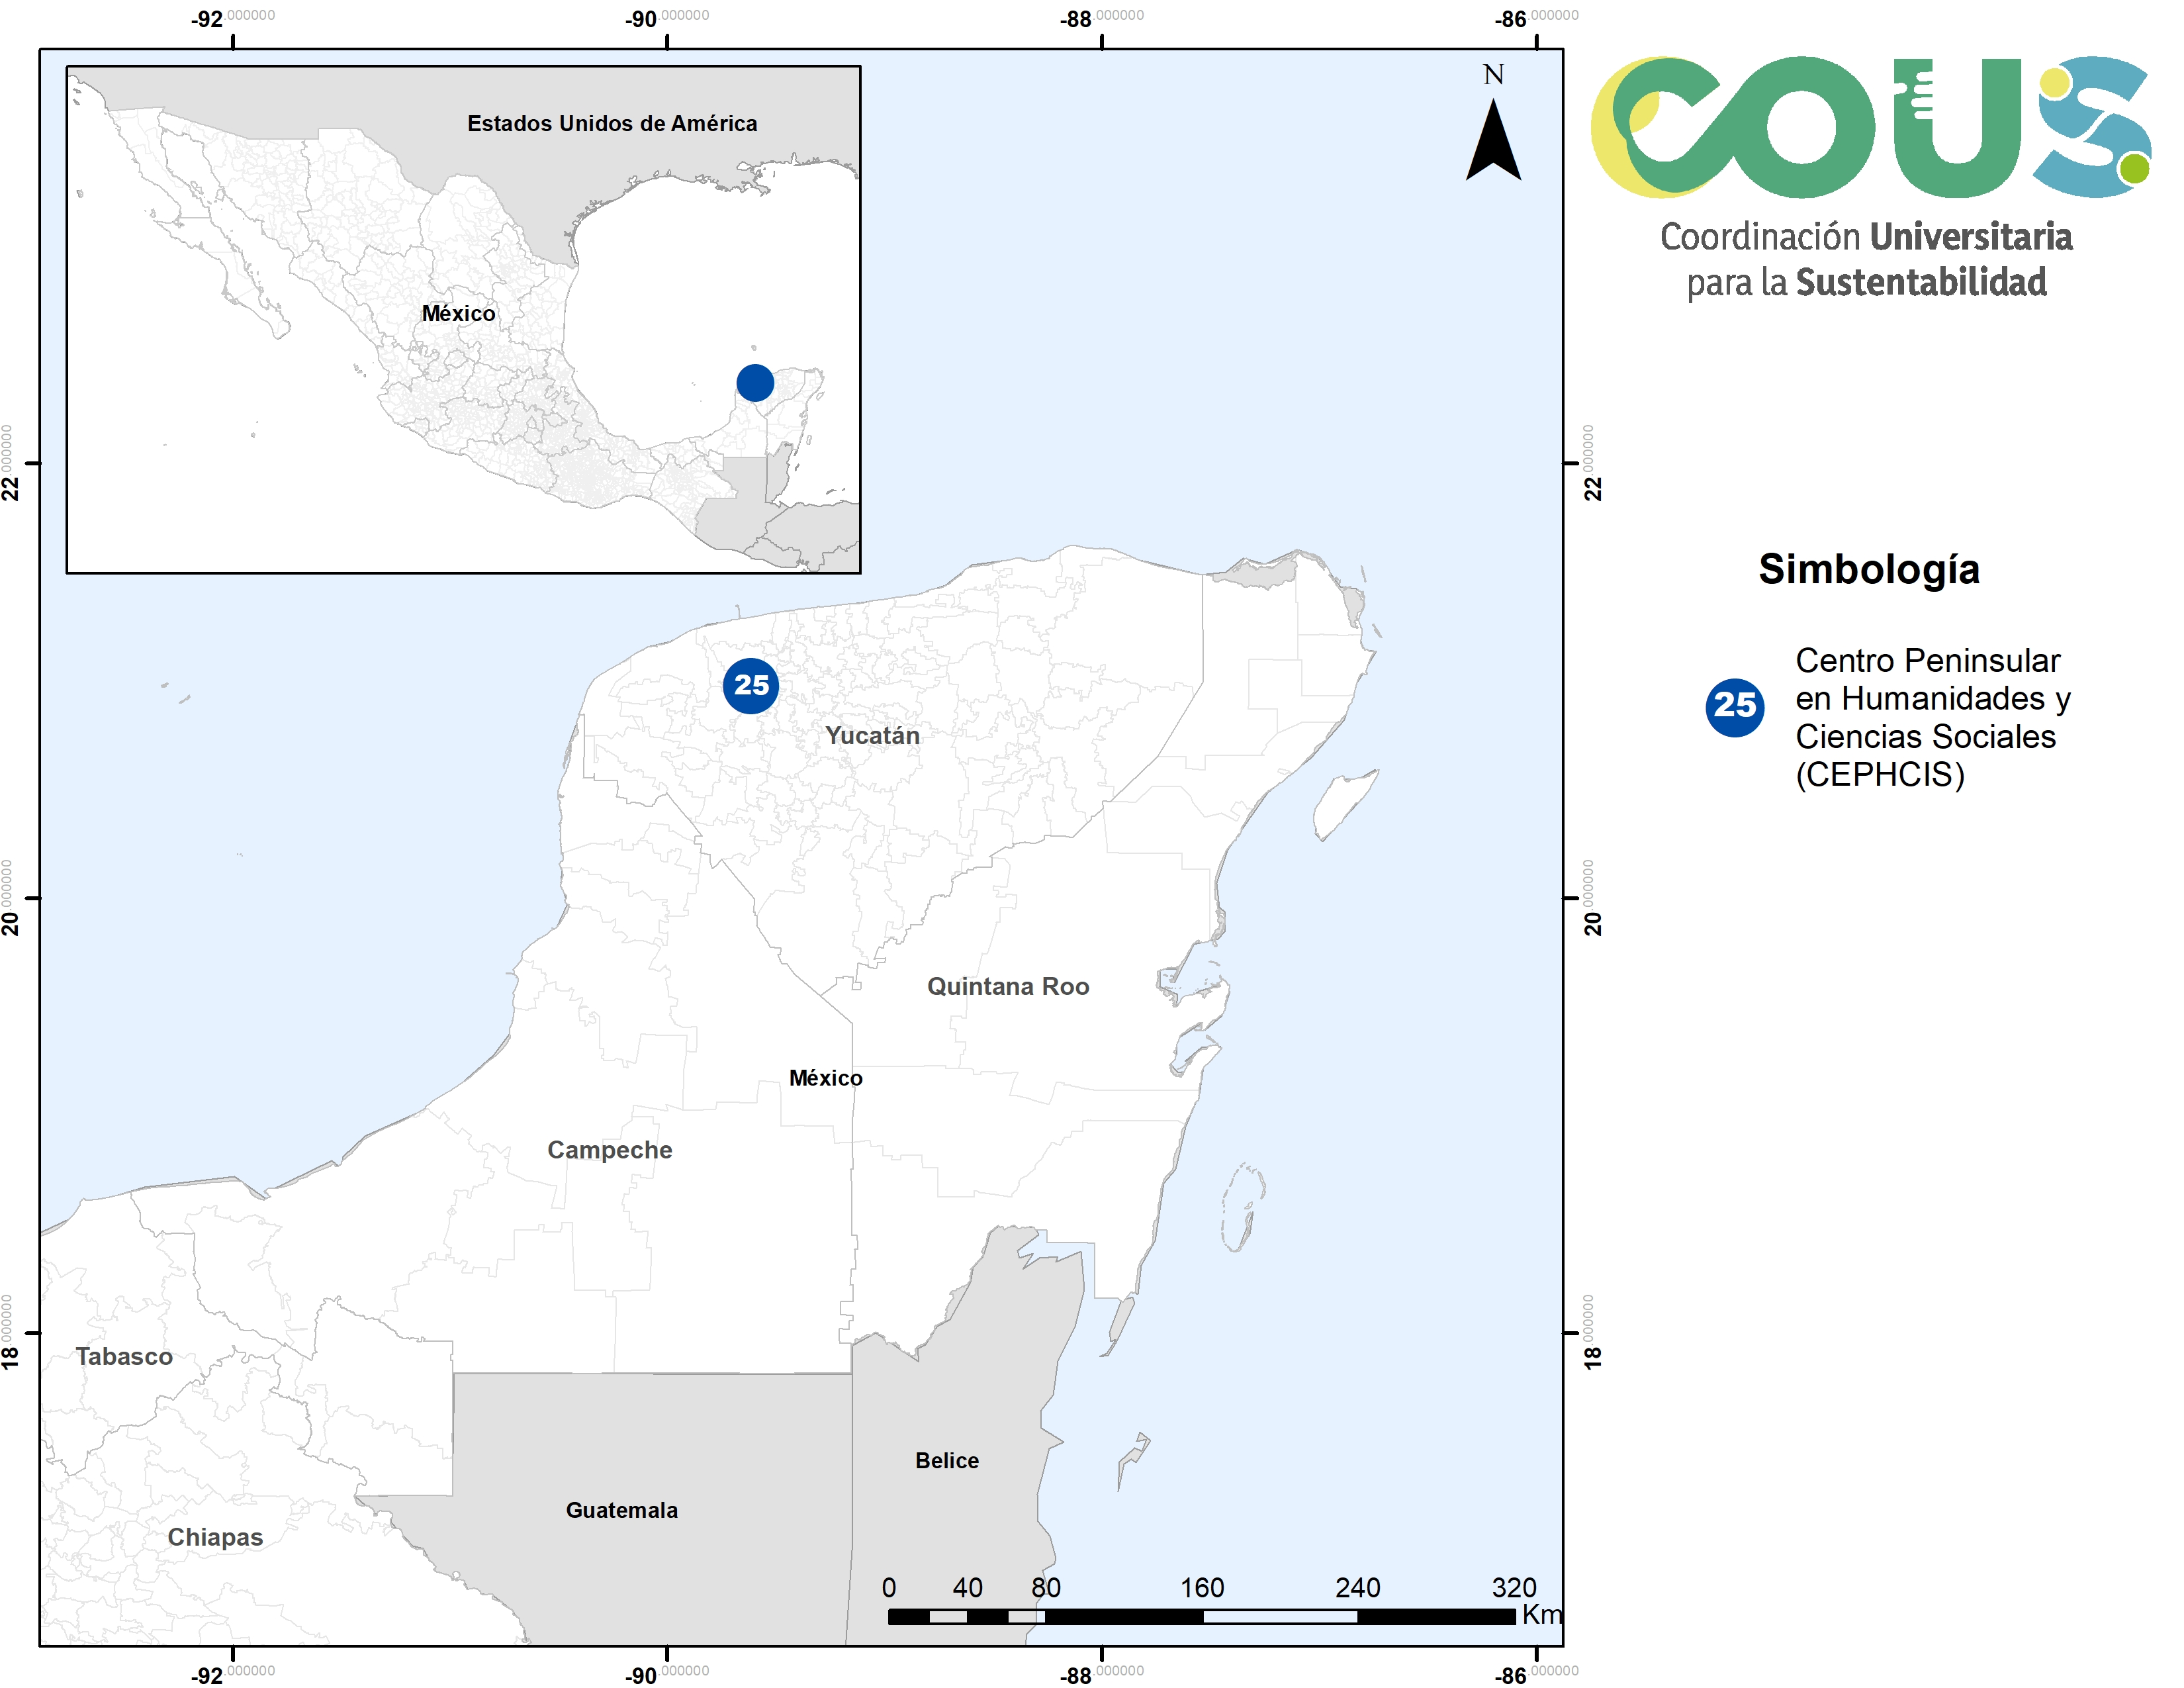 -92.000000 -90.000000 -88.000000 -86.000000
N
Estados Unidos de América
México
COUS
Coordinación Universitaria
para la Sustentabilidad
22.000000
22.000000
Simbología
25
Centro Peninsular
en Humanidades y
Ciencias Sociales
(CEPHCIS)
25
Yucatán
20.000000
20.000000
Quintana Roo
México
Campeche
18.000000
18.000000
Tabasco
Belice
Guatemala
Chiapas
0 40 80 160 240 320
Km
-92.000000 -90.000000 -88.000000 -86.000000